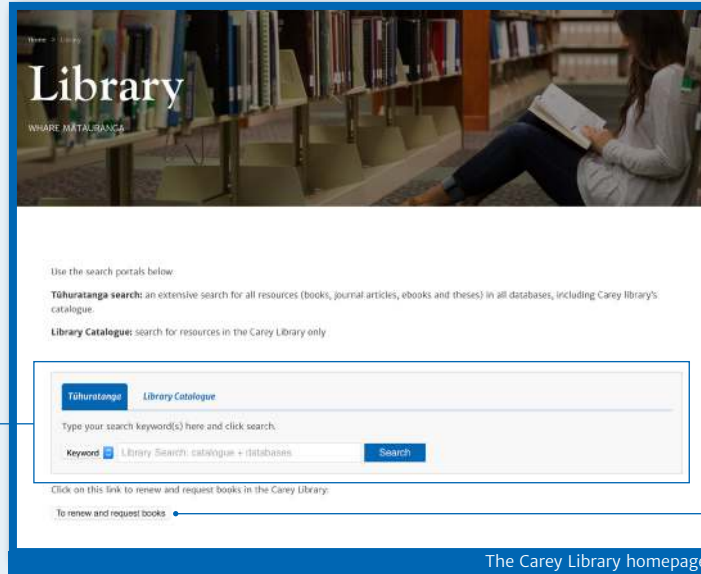 Home > Library
Library
WHARE MĀTAURANGA
Use the search portals below
Tūhuratanga search: an extensive search for all resources (books, journal articles, ebooks and theses) in all databases, including Carey library's
catalogue.
Library Catalogue: search for resources in the Carey Library only
Tūhuratanga Library Catalogue
Type your search keyword(s) here and click search.
Keyword Library Search: catalogue + databases Search
Click on this link to renew and request books in the Carey Library:
To renew and request books
The Carey Library homepage